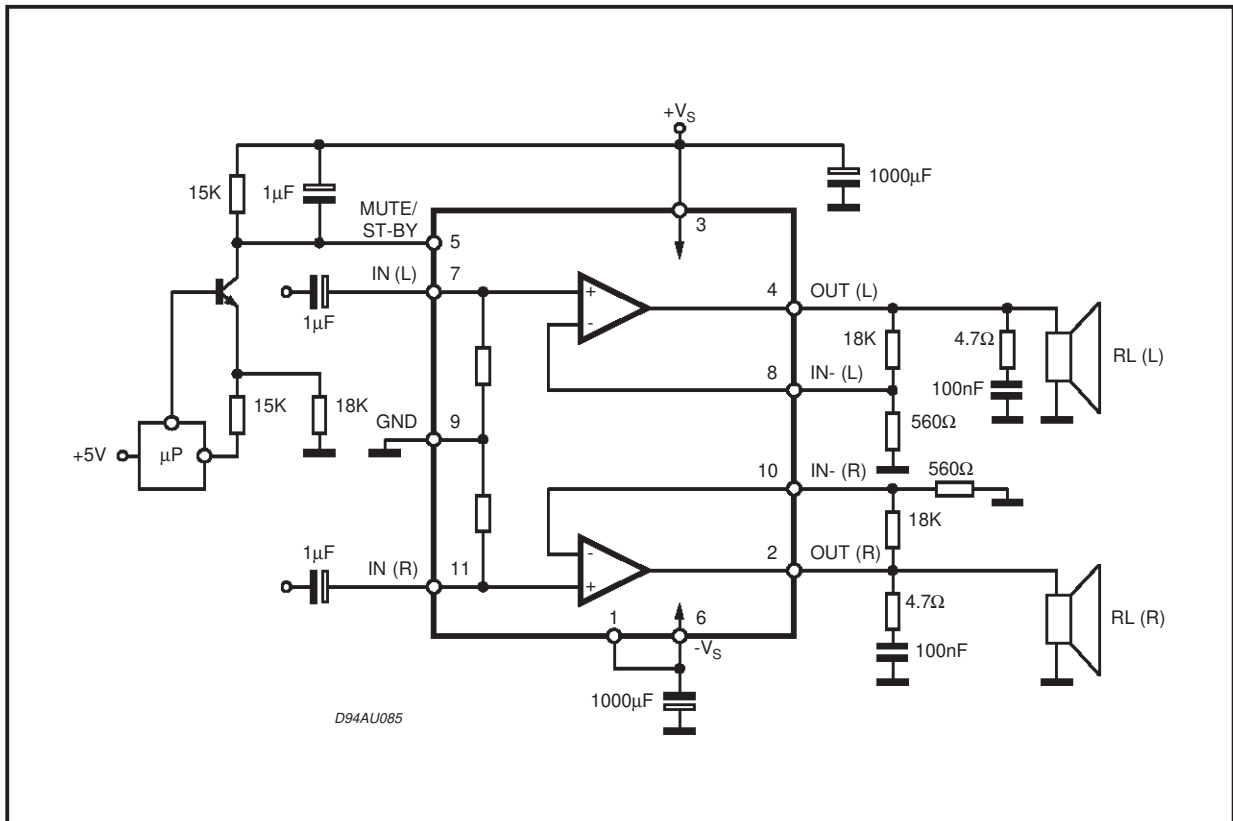 +VS
1000µF
15K
1µF
MUTE/
ST-BY
5
3
IN (L)
7
1µF
+
-
4
OUT (L)
18K
4.7Ω
RL (L)
8
IN- (L)
100nF
15K
18K
GND
9
560Ω
+5V
µP
10
IN- (R)
560Ω
18K
1µF
IN (R)
11
-
+
2
OUT (R)
4.7Ω
RL (R)
1
6
-VS
100nF
1000µF
D94AU085